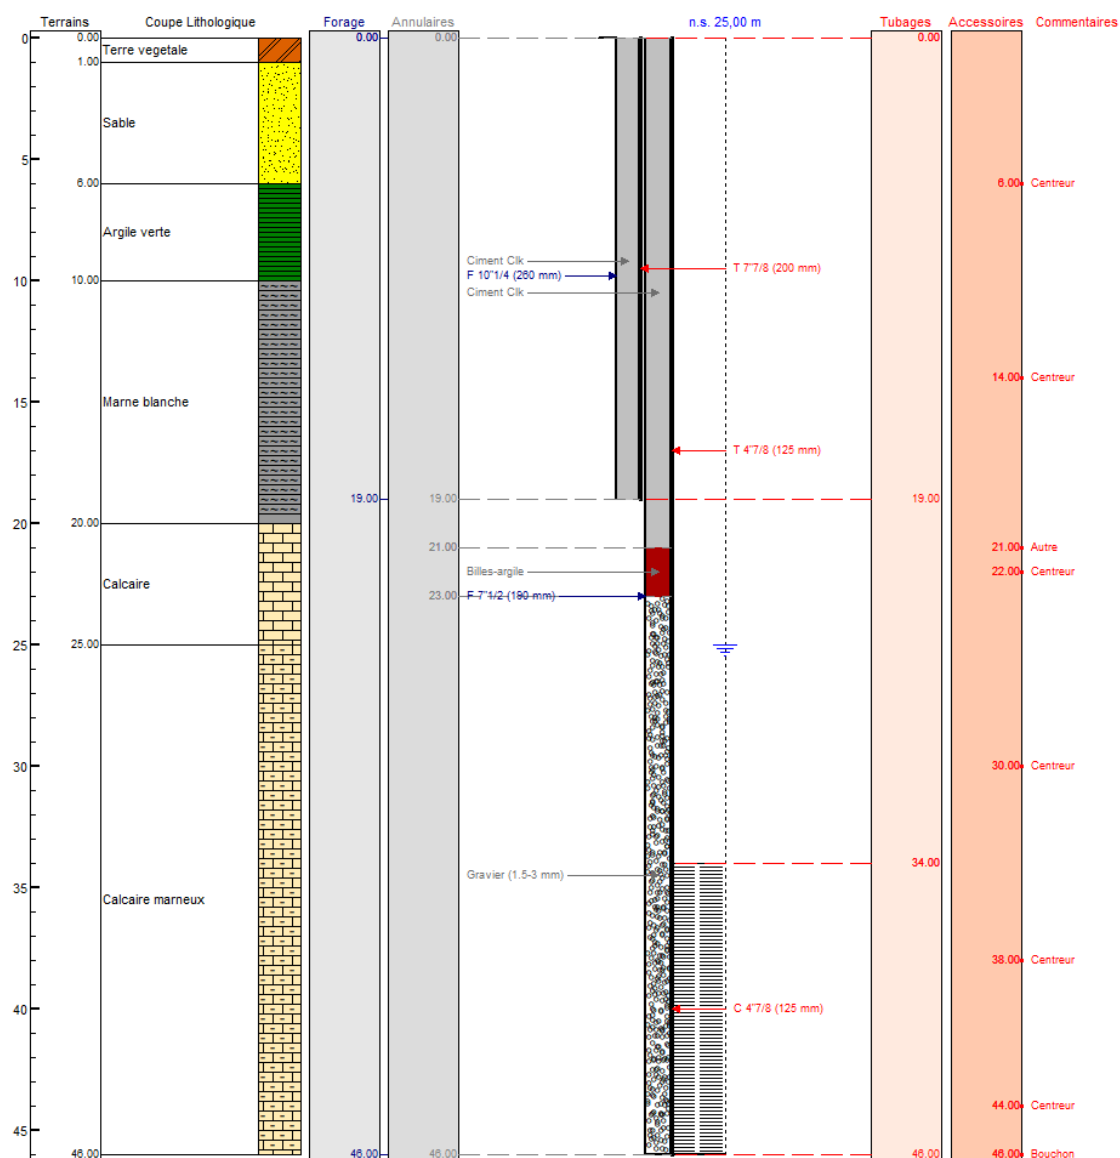 Terrains Coupe Lithologique Forage Annulaires n.s. 25,00 m Tubages Accessoires Commentaires
0 0.00 0.00 0.00 0.00
Terre vegetale
1.00
Sable
5
6.00 6.00 Centreur
Argile verte
Ciment Clk
T 7"7/8 (200 mm)
F 10"1/4 (260 mm)
10 10.00
Ciment Clk
14.00 Centreur
15 Marne blanche
T 4"7/8 (125 mm)
19.00 19.00 19.00
20 20.00
21.00 21.00 Autre
Calcaire Billes-argile 22.00 Centreur
23.00 F 7"1/2 (190 mm)
25 25.00
30 30.00 Centreur
34.00
Gravier (1.5-3 mm)
35
Calcaire marneux
38.00 Centreur
40 C 4"7/8 (125 mm)
44.00 Centreur
45
46.00 46.00 46.00 46.00 46.00 Bouchon